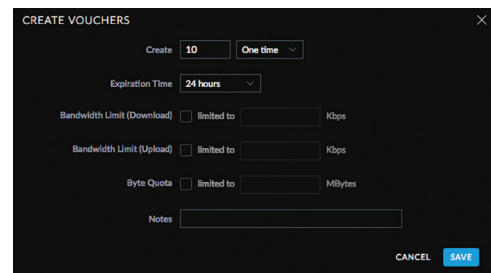 CREATE VOUCHERS
Create 10 One time
Expiration Time 24 hours
Bandwidth Limit (Download) limited to Kbps
Bandwidth Limit (Upload) limited to Kbps
Byte Quota limited to MBytes
Notes
CANCEL SAVE